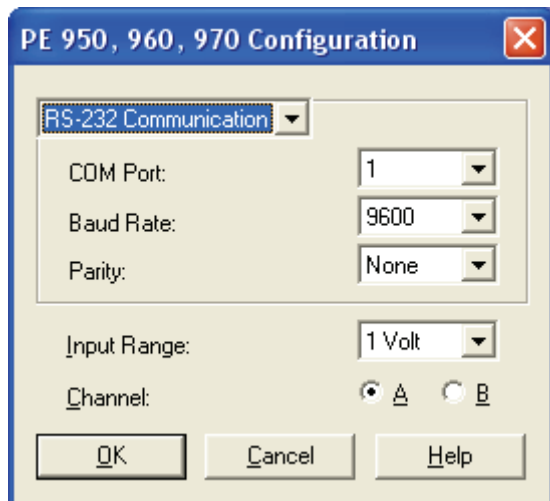 PE 950, 960, 970 Configuration
RS-232 Communication
COM Port: 1
Baud Rate: 9600
Parity: None
Input Range: 1 Volt
Channel: A B
OK Cancel Help